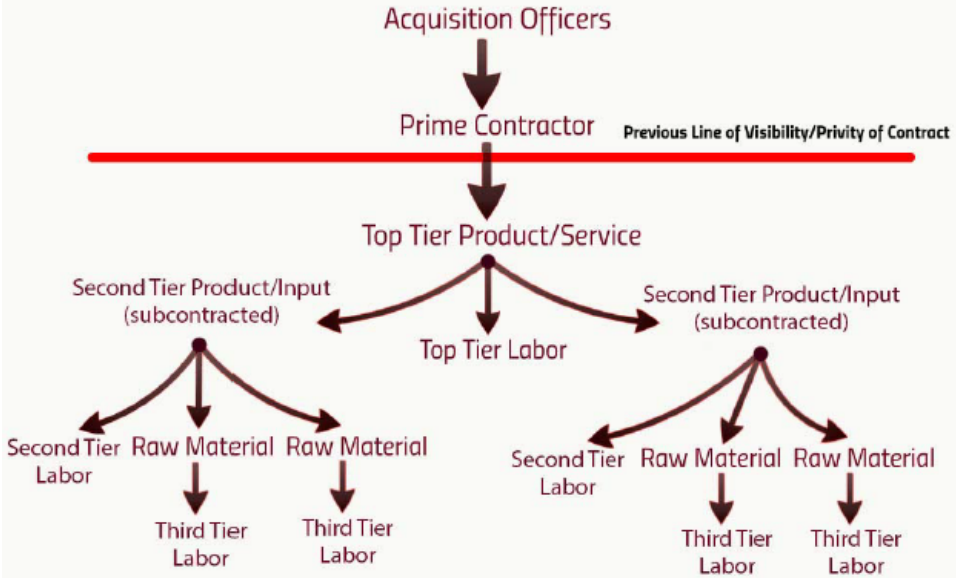 Acquisition Officers
Prime Contractor
Previous Line of Visibility/Privity of Contract
Top Tier Product/Service
Second Tier Product/Input
(subcontracted)
Second Tier Product/Input
(subcontracted)
Top Tier Labor
Second Tier
Labor
Raw Material
Raw Material
Second Tier
Labor
Raw Material
Raw Material
Third Tier
Labor
Third Tier
Labor
Third Tier
Labor
Third Tier
Labor